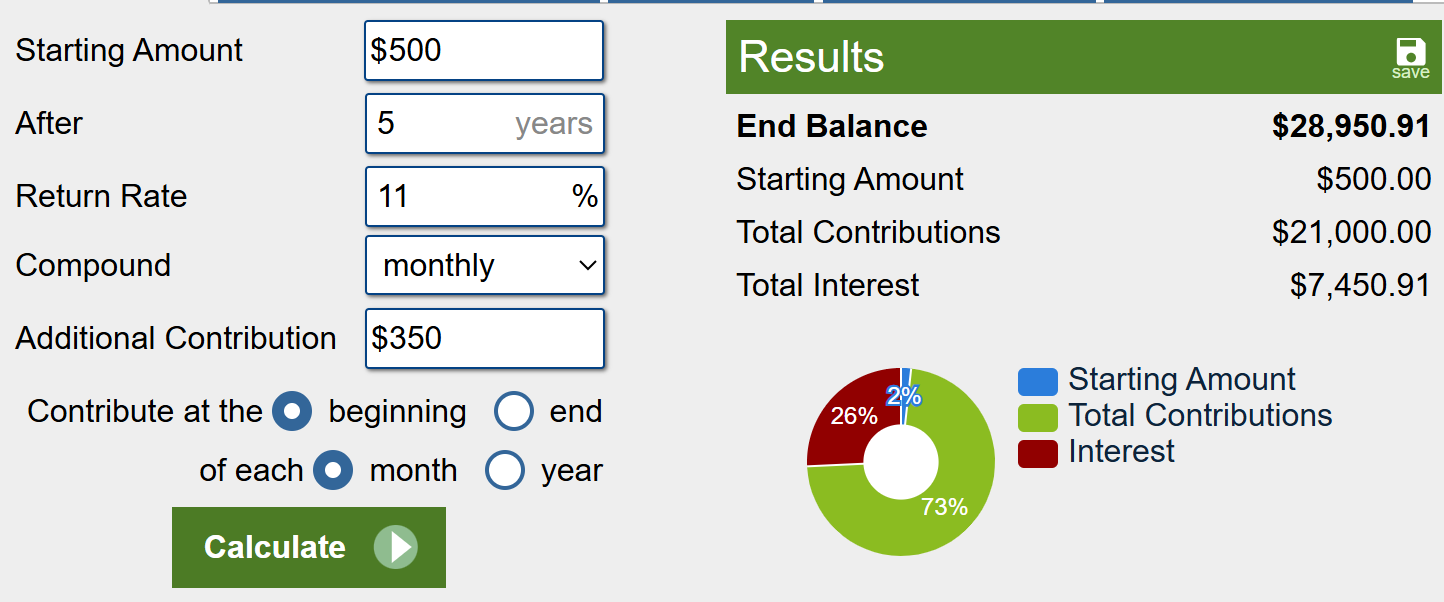 Starting Amount $500
After 5 years
Return Rate 11 %
Compound monthly
Additional Contribution $350
Contribute at the beginning end
of each month year
Calculate
Results save
End Balance $28,950.91
Starting Amount $500.00
Total Contributions $21,000.00
Total Interest $7,450.91
2%
26%
73%
Starting Amount
Total Contributions
Interest